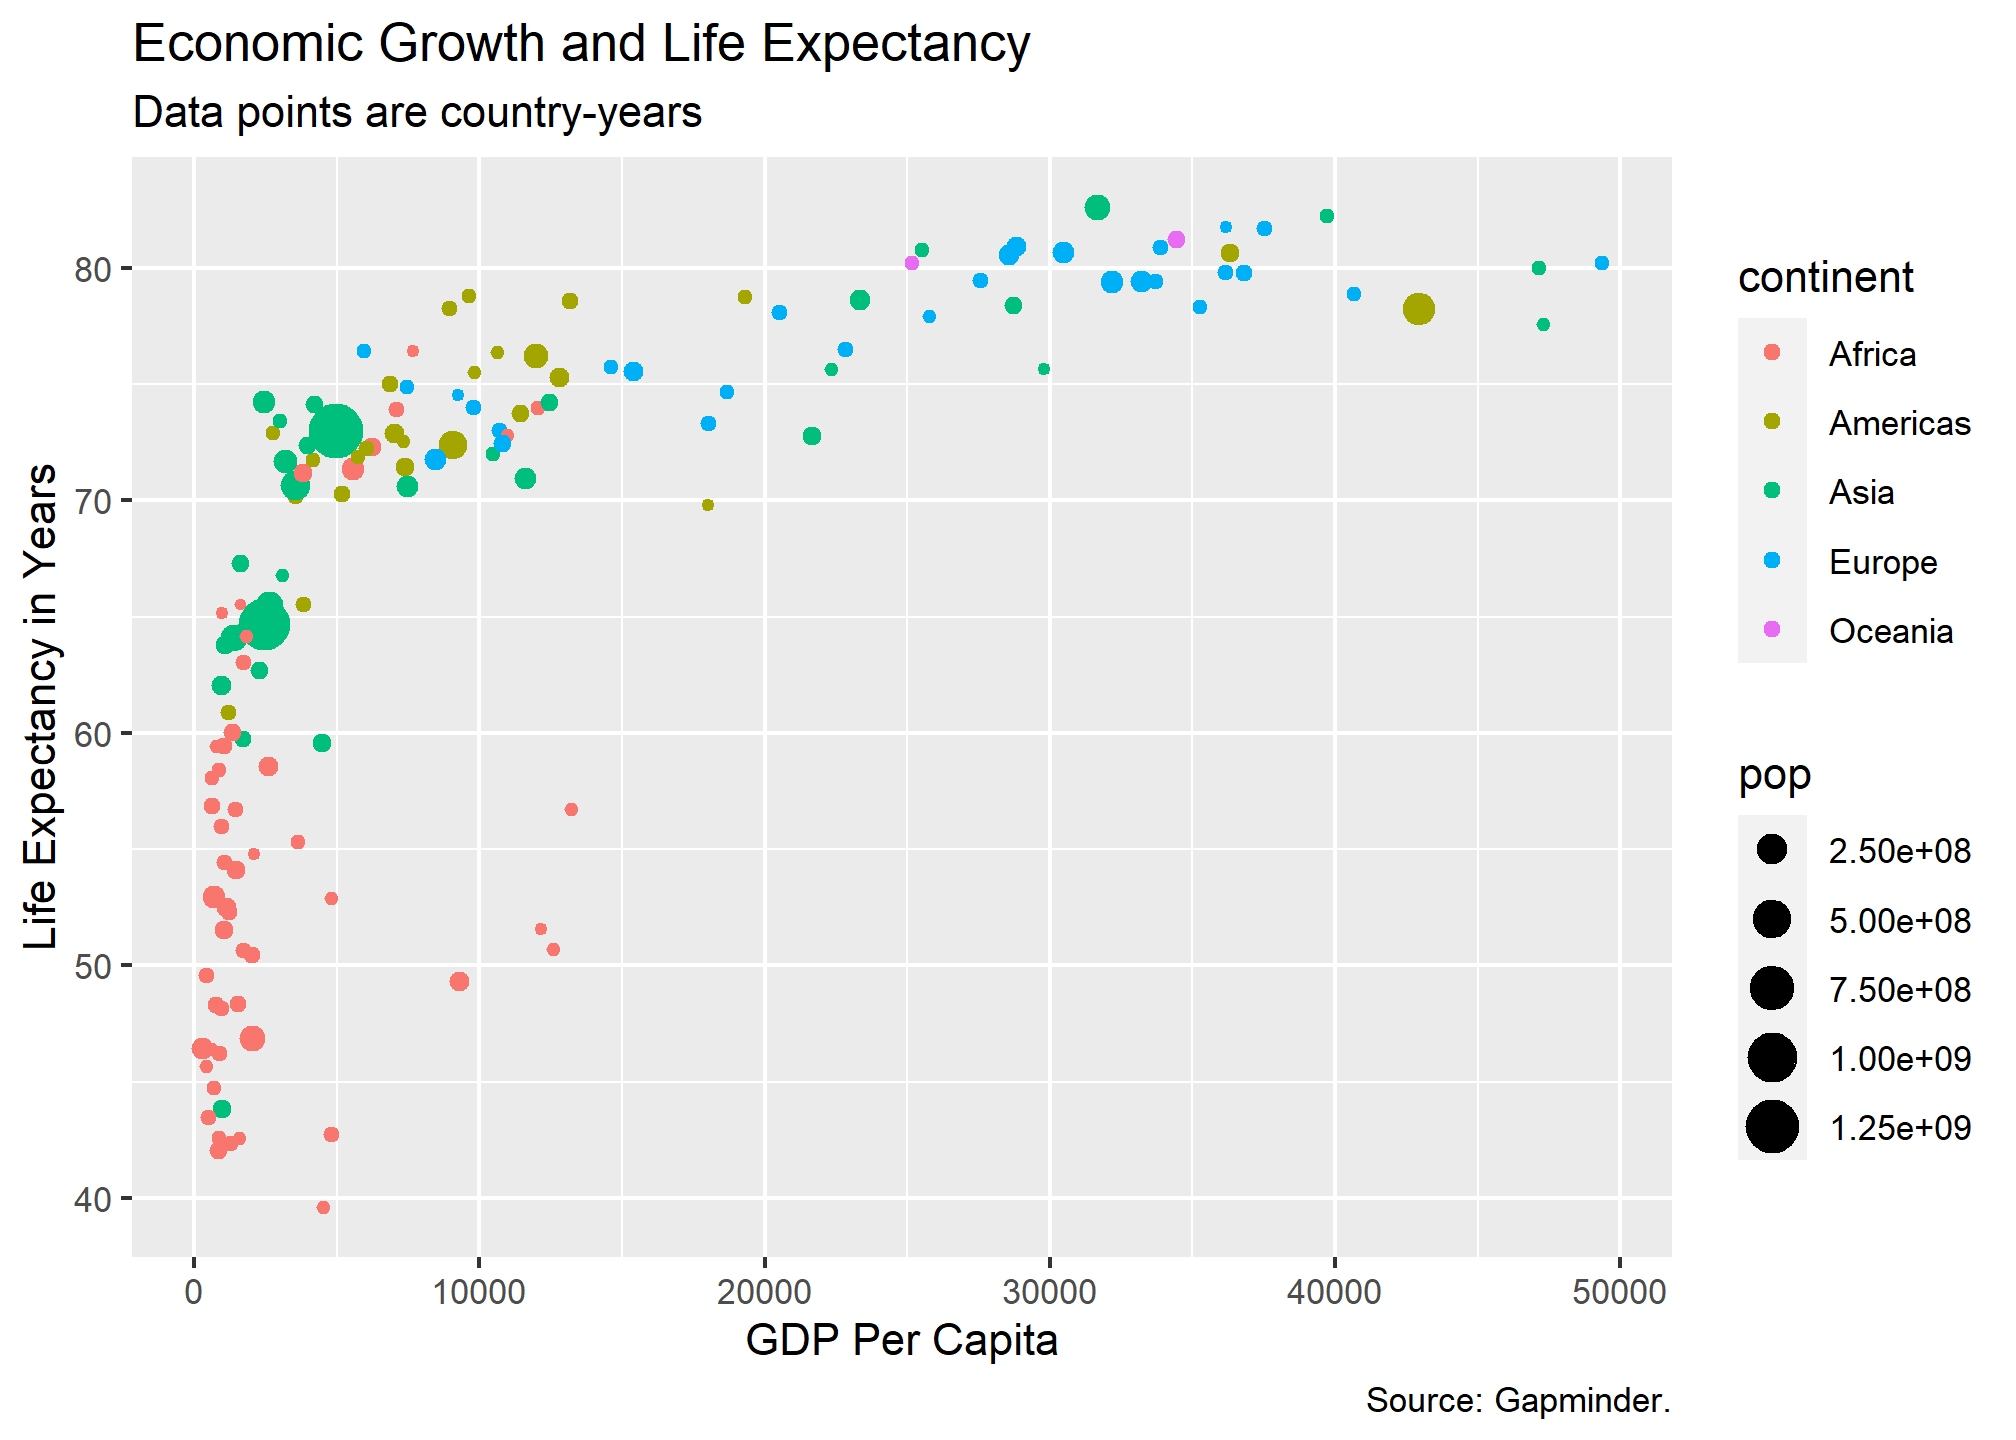 Economic Growth and Life Expectancy
Data points are country-years
Life Expectancy in Years
80
70
60
50
40
0 10000 20000 30000 40000 50000
GDP Per Capita
continent
Africa
Americas
Asia
Europe
Oceania
pop
2.50e+08
5.00e+08
7.50e+08
1.00e+09
1.25e+09
Source: Gapminder.